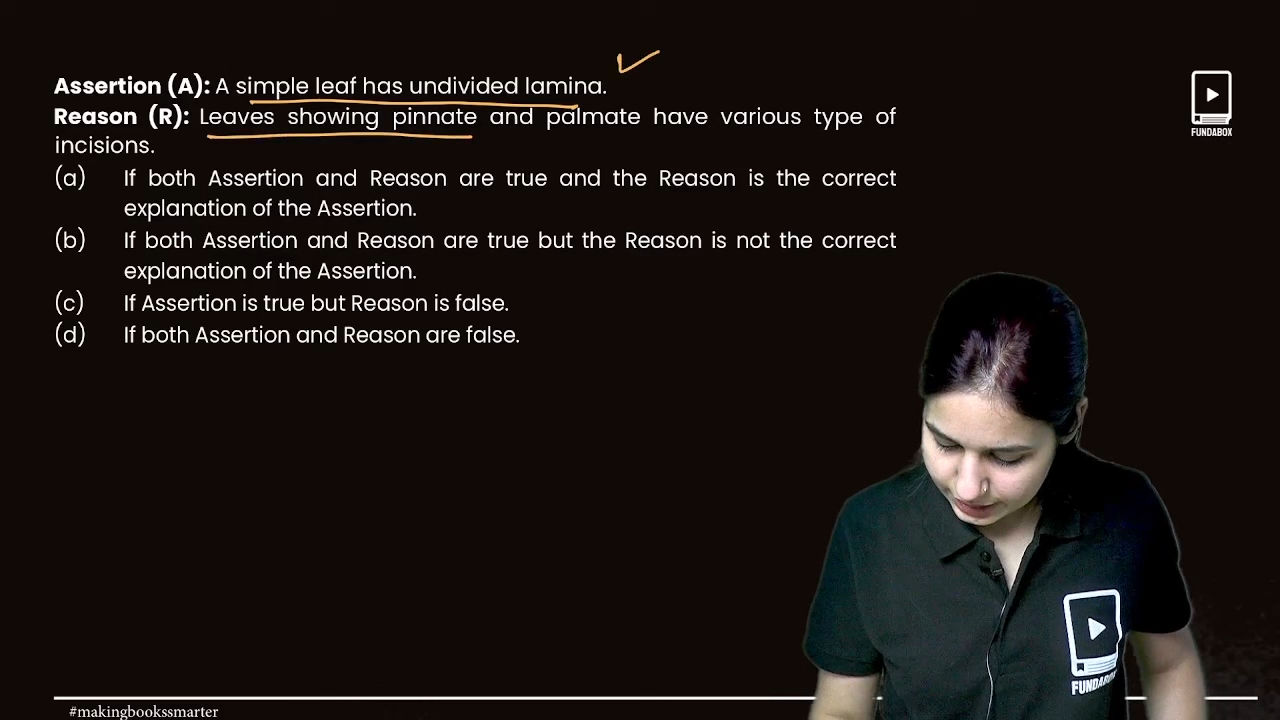 Assertion (A): A simple leaf has undivided lamina.
Reason (R): Leaves showing pinnate and palmate have various type of
incisions.
(a) If both Assertion and Reason are true and the Reason is the correct
explanation of the Assertion.
(b) If both Assertion and Reason are true but the Reason is not the correct
explanation of the Assertion.
(c) If Assertion is true but Reason is false.
(d) If both Assertion and Reason are false.
FUNDABOX
FUNDABOX
#makingbookssmarter